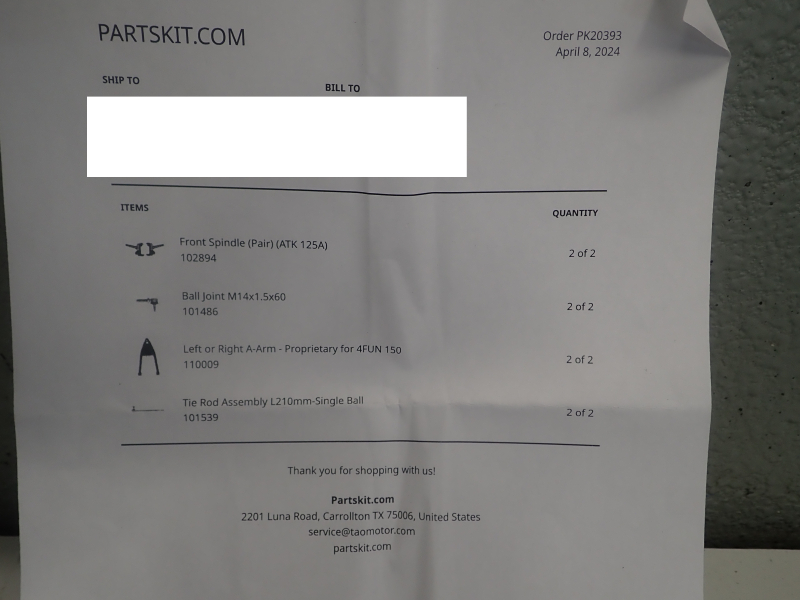 PARTSKIT.COM
Order PK20393
April 8, 2024
SHIP TO
BILL TO
ITEMS
QUANTITY
Front Spindle (Pair) (ATK 125A)
102894
2 of 2
Ball Joint M14x1.5x60
101486
2 of 2
Left or Right A-Arm - Proprietary for 4FUN 150
110009
2 of 2
Tie Rod Assembly L210mm-Single Ball
101539
2 of 2
Thank you for shopping with us!
Partskit.com
2201 Luna Road, Carrollton TX 75006, United States
service@taomotor.com
partskit.com